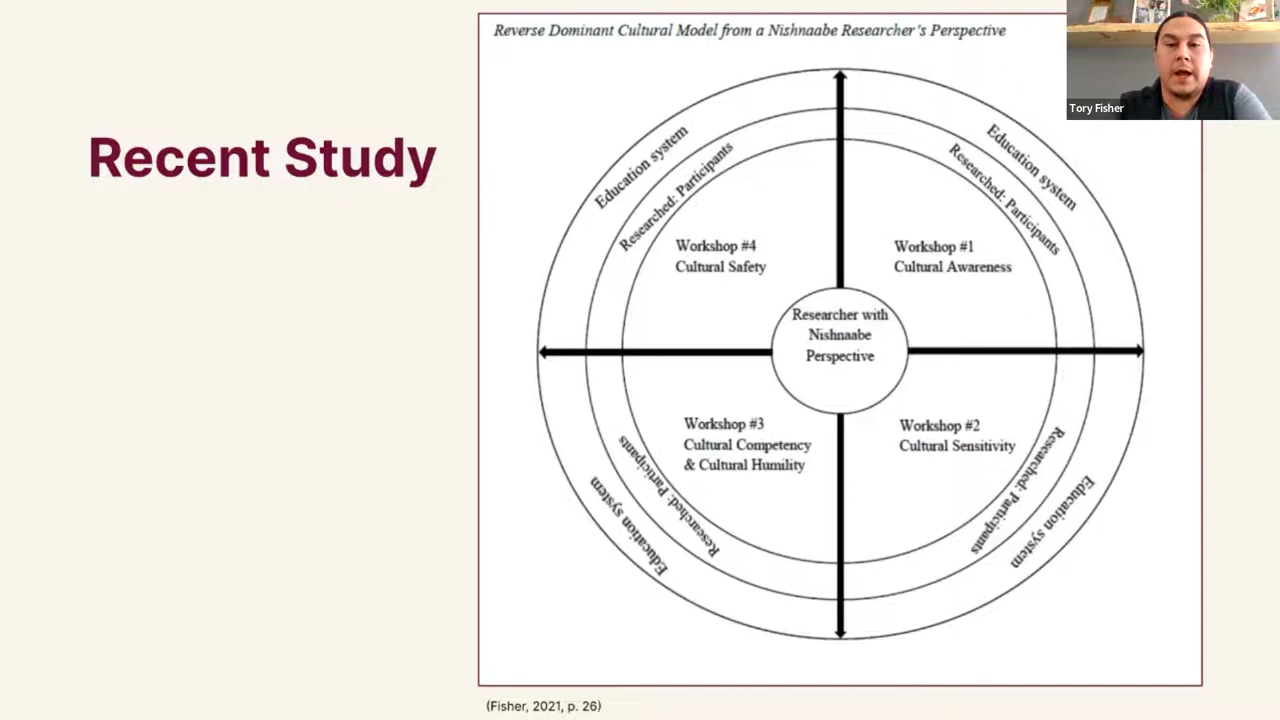 Reverse Dominant Cultural Model from a Nishnaabe Researcher's Perspective
Tory Fisher
Recent Study
Education system
Education system
Researched: Participants
Researched: Participants
Workshop #4
Cultural Safety
Workshop #1
Cultural Awareness
Researcher with
Nishnaabe
Perspective
Workshop #3
Cultural Competency
& Cultural Humility
Workshop #2
Cultural Sensitivity
Researched: Participants
Researched: Participants
Education system
Education system
(Fisher, 2021, p. 26)